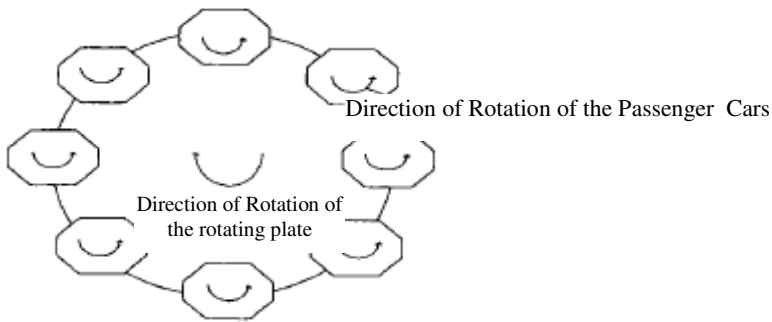 Direction of Rotation of the Passenger Cars
Direction of Rotation of
the rotating plate